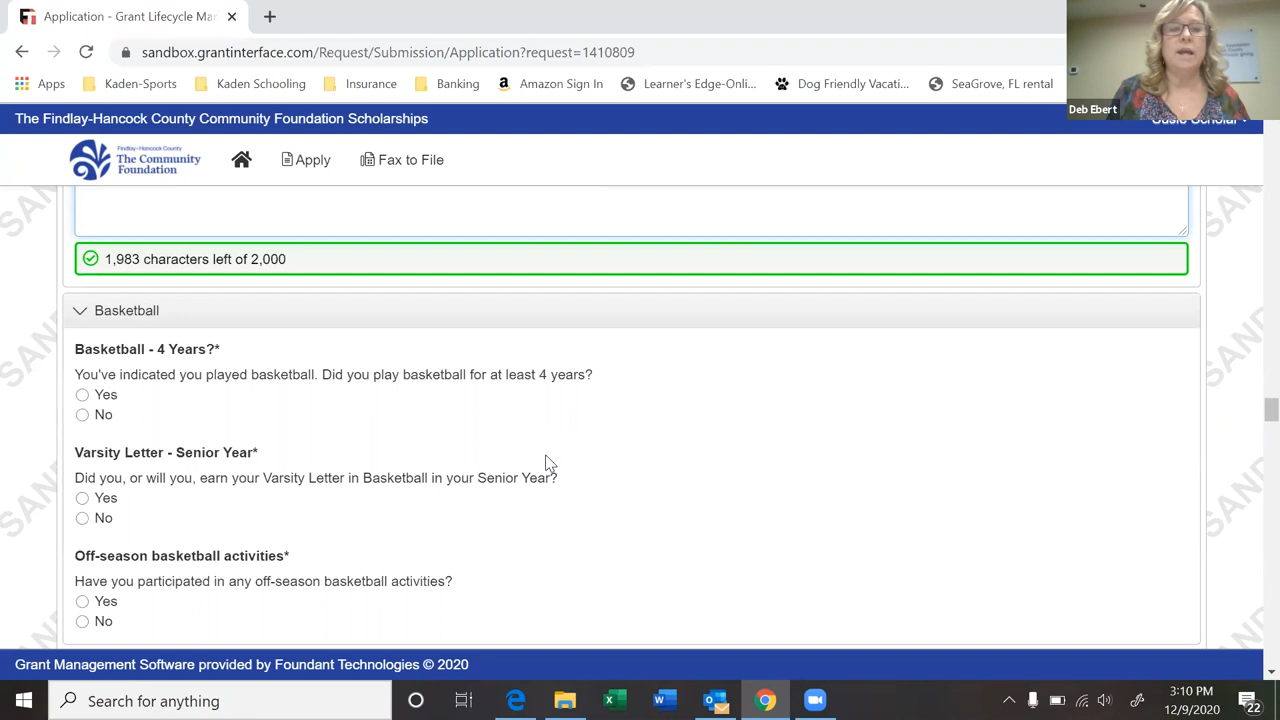 Application - Grant Lifecycle Mar
sandbox.grantinterface.com/Request/Submission/Application?request=1410809
Apps Kaden-Sports Kaden Schooling Insurance Banking Amazon Sign In Learner's Edge-Onli... Dog Friendly Vacati... SeaGrove, FL rental
Deb Ebert
The Findlay-Hancock County Community Foundation Scholarships
Susie Scholar
Findlay-Hancock County
The Community
Foundation
Apply Fax to File
1,983 characters left of 2,000
Basketball
Basketball - 4 Years?*
You've indicated you played basketball. Did you play basketball for at least 4 years?
Yes
No
Varsity Letter - Senior Year*
Did you, or will you, earn your Varsity Letter in Basketball in your Senior Year?
Yes
No
Off-season basketball activities*
Have you participated in any off-season basketball activities?
Yes
No
Grant Management Software provided by Foundant Technologies © 2020
Search for anything
3:10 PM
12/9/2020
22